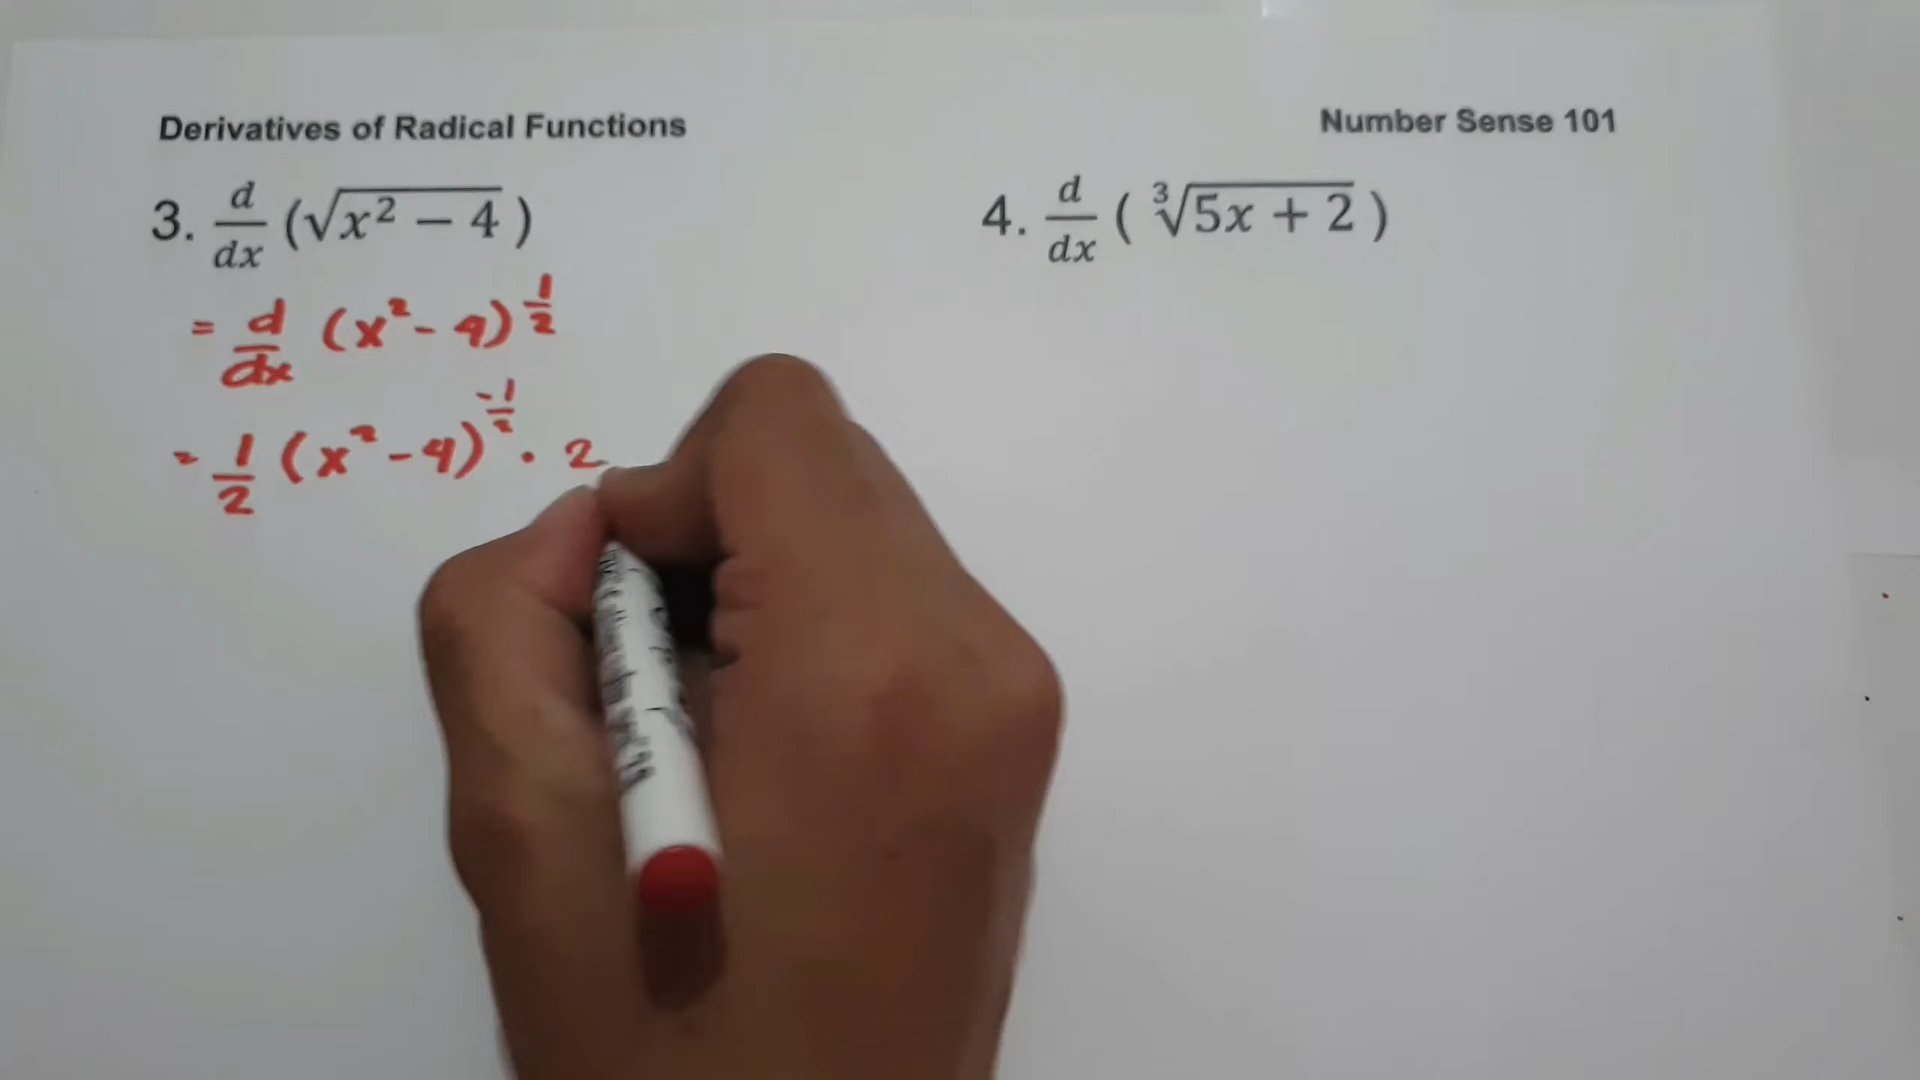 Derivatives of Radical Functions
Number Sense 101
3. d/dx (√(x² − 4))
4. d/dx (∛(5x + 2))
= d/dx (x² - 4)^(1/2)
= 1/2 (x² - 4)^(-1/2) · 2